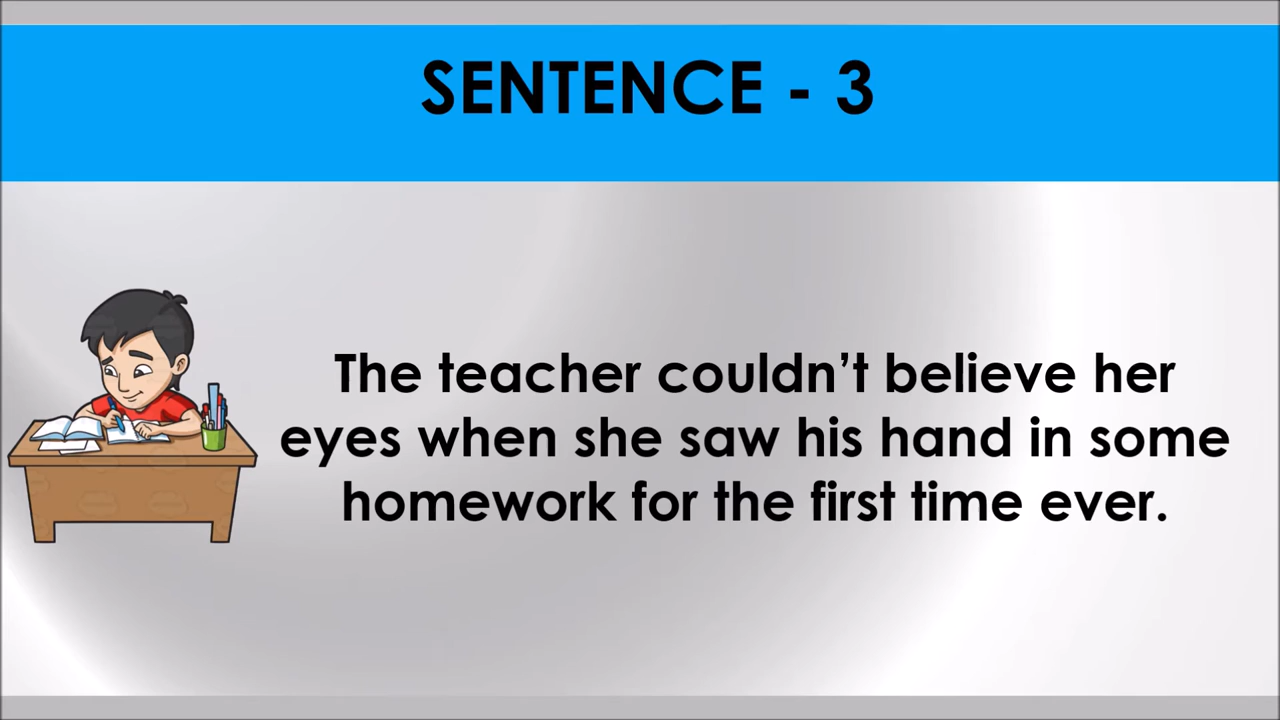 SENTENCE - 3
The teacher couldn’t believe her
eyes when she saw his hand in some
homework for the first time ever.